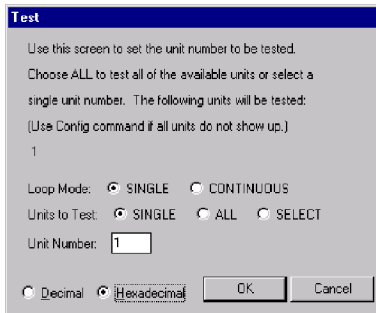 Test
Use this screen to set the unit number to be tested.
Choose ALL to test all of the available units or select a
single unit number. The following units will be tested:
(Use Config command if all units do not show up.)
1
Loop Mode: SINGLE CONTINUOUS
Units to Test: SINGLE ALL SELECT
Unit Number: 1
Decimal Hexadecimal OK Cancel